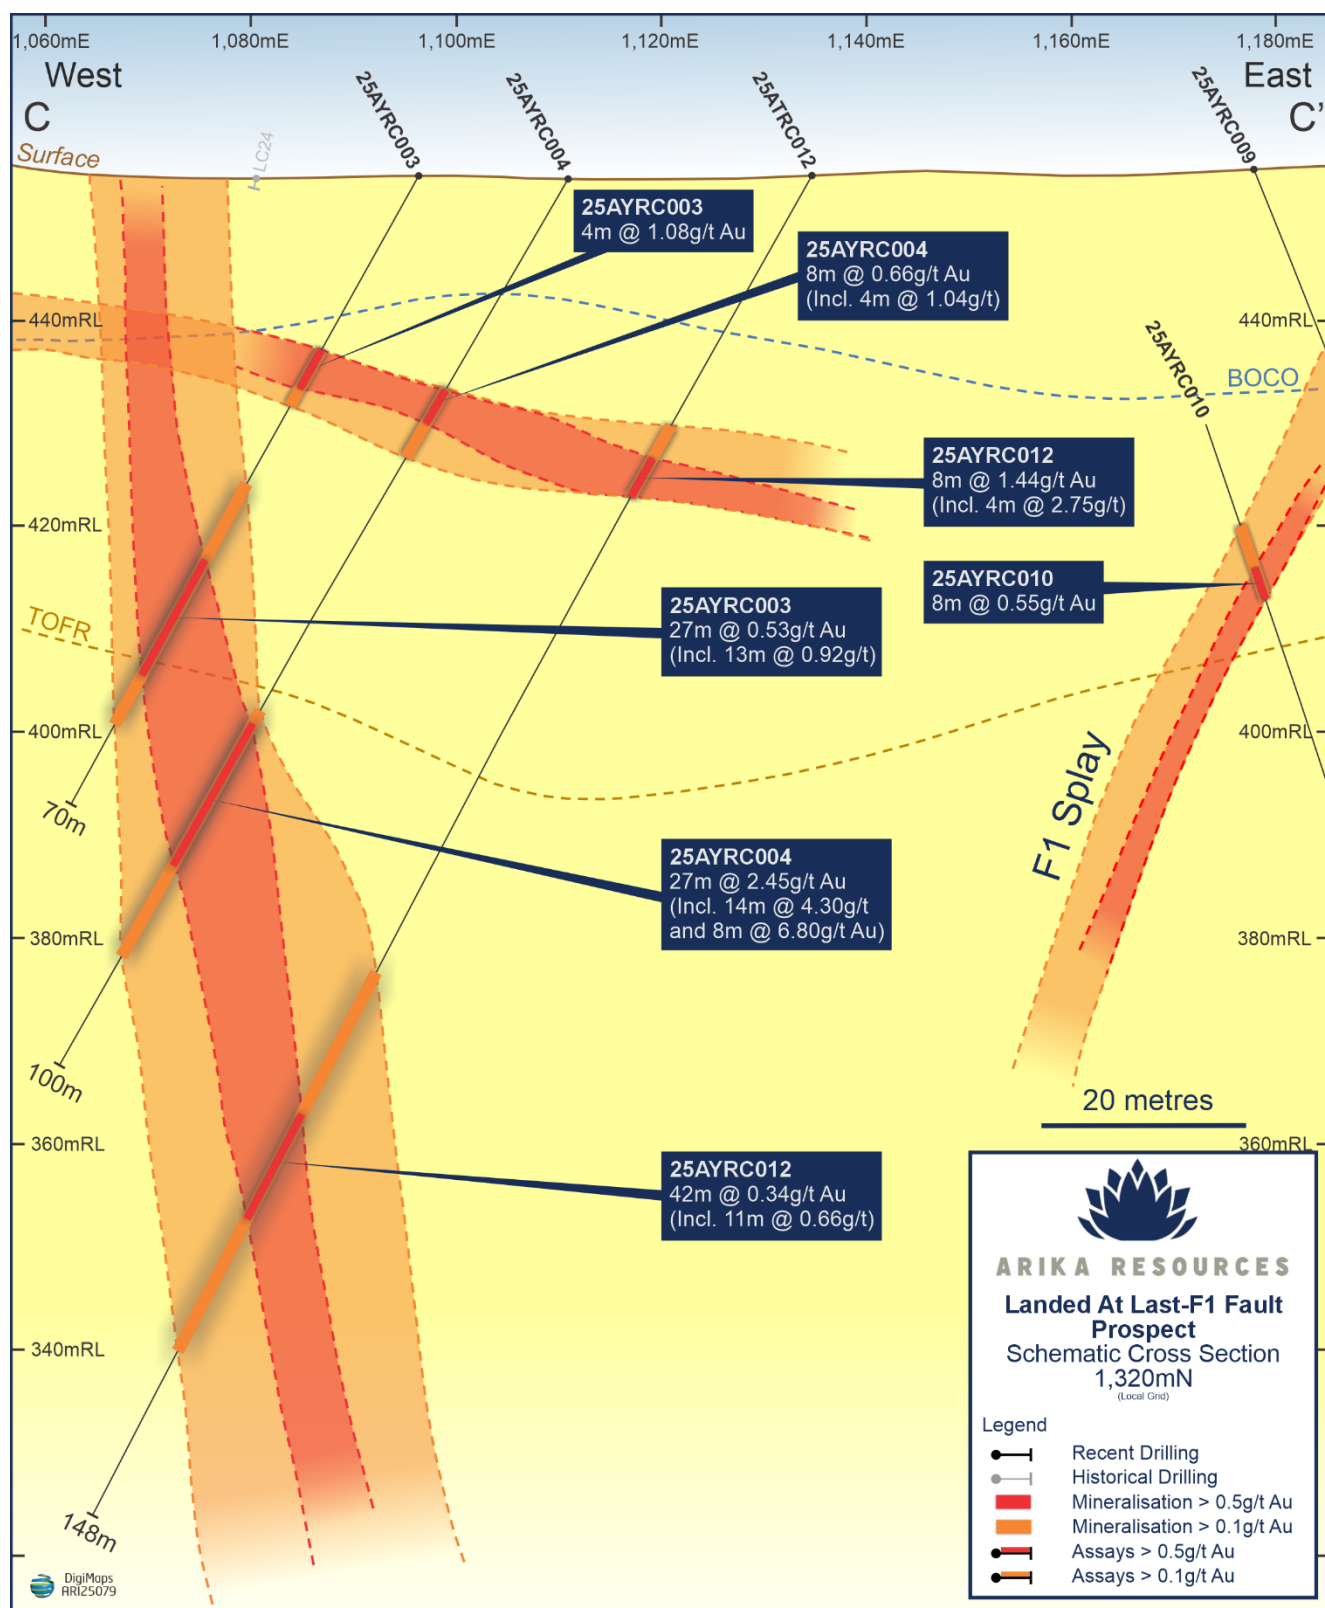 1,060mE
1,080mE
1,100mE
1,120mE
1,140mE
1,160mE
1,180mE
West
East
C
C'
Surface
LC24
25AYRC003
25AYRC004
25ATRC012
25AYRC009
25AYRC003
4m @ 1.08g/t Au
25AYRC004
8m @ 0.66g/t Au
(Incl. 4m @ 1.04g/t)
440mRL
440mRL
BOCO
25AYRC010
25AYRC012
8m @ 1.44g/t Au
(Incl. 4m @ 2.75g/t)
420mRL
25AYRC010
8m @ 0.55g/t Au
TOFR
25AYRC003
27m @ 0.53g/t Au
(Incl. 13m @ 0.92g/t)
400mRL
400mRL
70m
F1 Splay
25AYRC004
27m @ 2.45g/t Au
(Incl. 14m @ 4.30g/t
and 8m @ 6.80g/t Au)
380mRL
380mRL
100m
20 metres
360mRL
360mRL
25AYRC012
42m @ 0.34g/t Au
(Incl. 11m @ 0.66g/t)
340mRL
148m
ARIKA RESOURCES
Landed At Last-F1 Fault
Prospect
Schematic Cross Section
1,320mN
(Local Grid)
Legend
Recent Drilling
Historical Drilling
Mineralisation > 0.5g/t Au
Mineralisation > 0.1g/t Au
Assays > 0.5g/t Au
Assays > 0.1g/t Au
DigiMaps
ARI25079